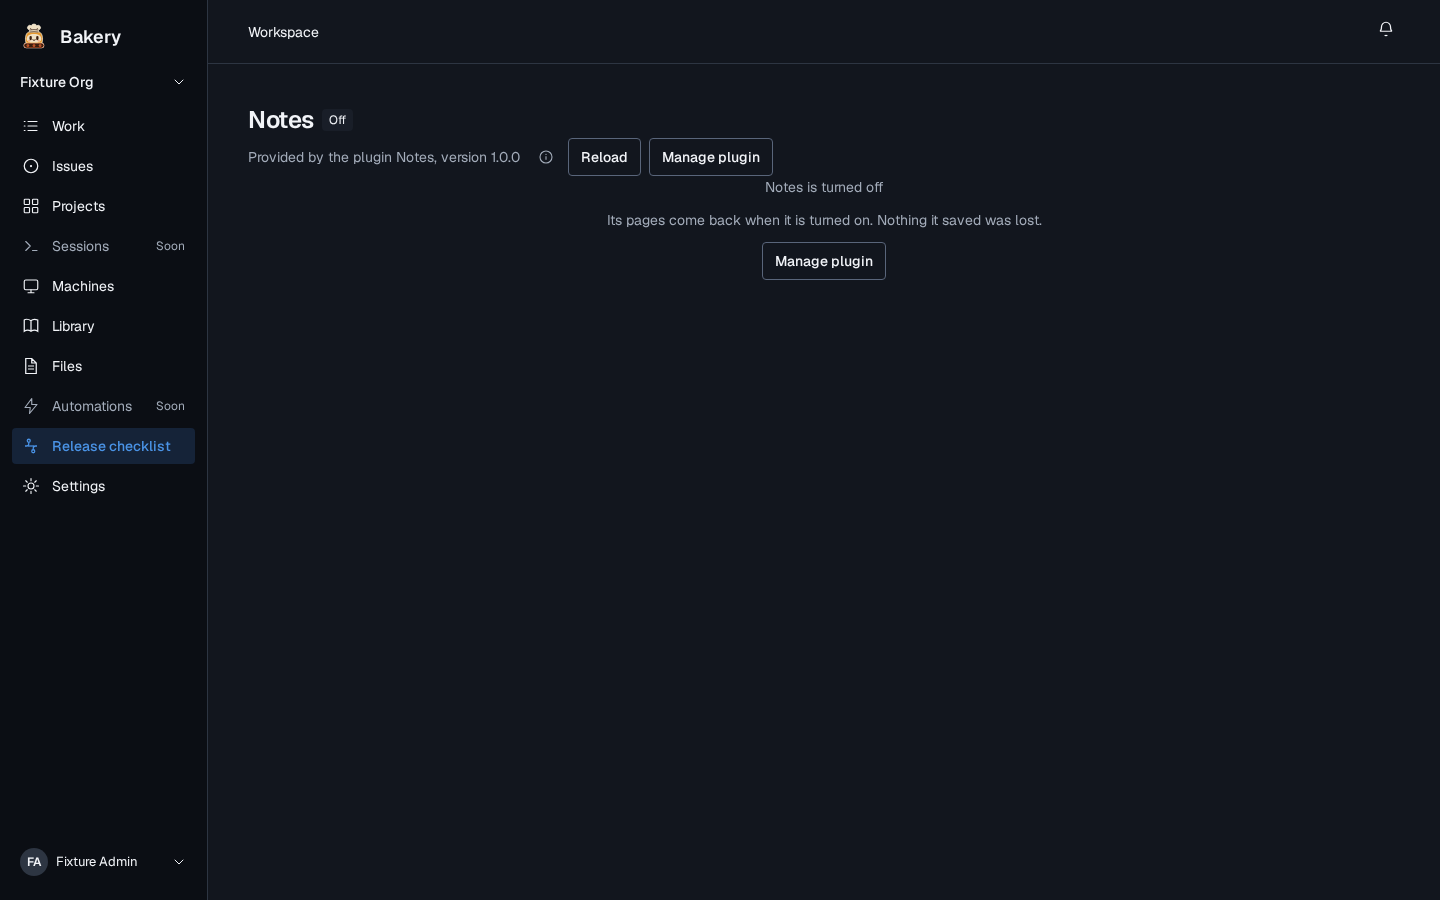 Bakery
Workspace
Fixture Org
Work
Issues
Projects
Sessions Soon
Machines
Library
Files
Automations Soon
Release checklist
Settings
Notes Off
Provided by the plugin Notes, version 1.0.0 Reload Manage plugin
Notes is turned off
Its pages come back when it is turned on. Nothing it saved was lost.
Manage plugin
FA Fixture Admin